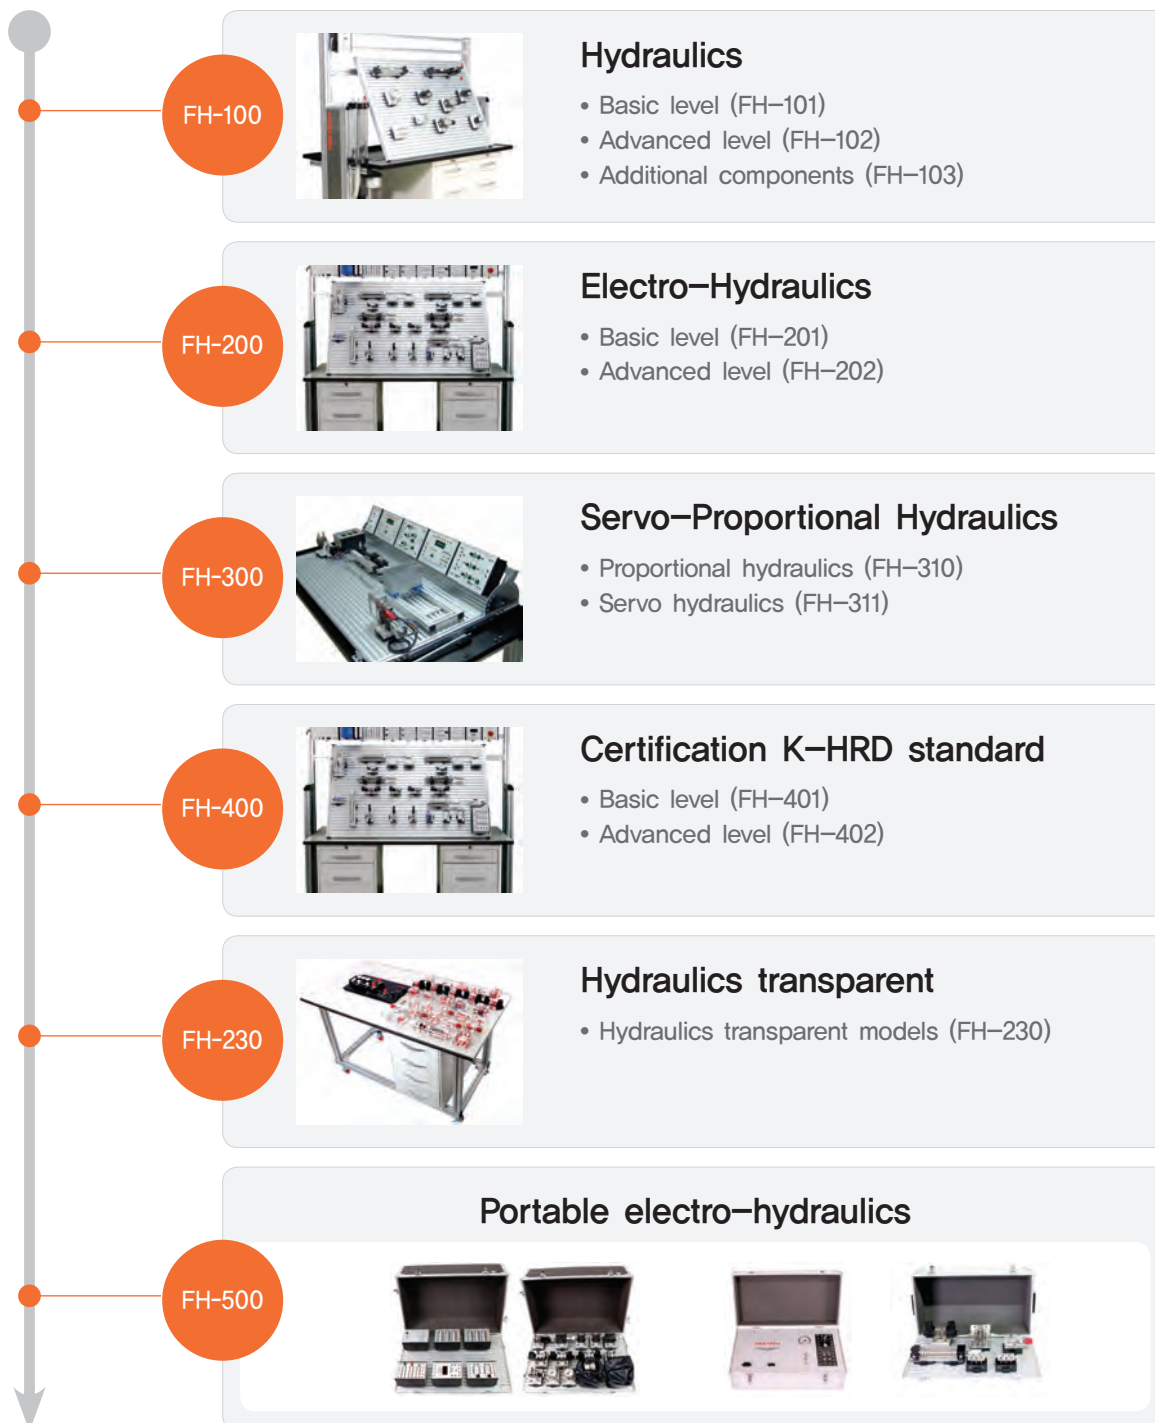 FH-100
Hydraulics
• Basic level (FH-101)
• Advanced level (FH-102)
• Additional components (FH-103)
FH-200
Electro-Hydraulics
• Basic level (FH-201)
• Advanced level (FH-202)
FH-300
Servo-Proportional Hydraulics
• Proportional hydraulics (FH-310)
• Servo hydraulics (FH-311)
FH-400
Certification K-HRD standard
• Basic level (FH-401)
• Advanced level (FH-402)
FH-230
Hydraulics transparent
• Hydraulics transparent models (FH-230)
Portable electro-hydraulics
FH-500